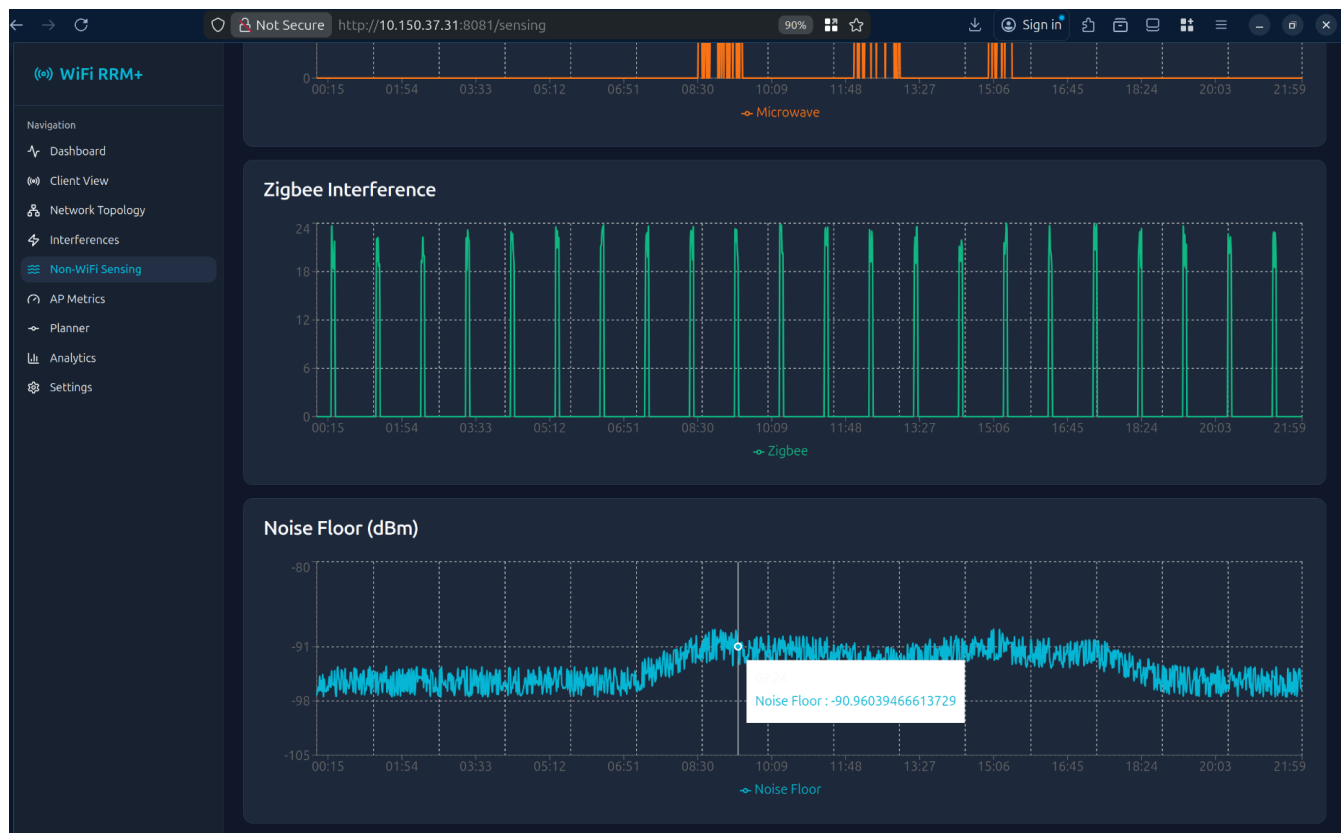 Not Secure http://10.150.37.31:8081/sensing 90% Sign in
WiFi RRM+
Navigation
Dashboard
Client View
Network Topology
Interferences
Non-WiFi Sensing
AP Metrics
Planner
Analytics
Settings
0
00:15 01:54 03:33 05:12 06:51 08:30 10:09 11:48 13:27 15:06 16:45 18:24 20:03 21:59
Microwave
Zigbee Interference
24
18
12
6
0
00:15 01:54 03:33 05:12 06:51 08:30 10:09 11:48 13:27 15:06 16:45 18:24 20:03 21:59
Zigbee
Noise Floor (dBm)
-80
-91
Noise Floor : -90.96039466613729
-98
-105
00:15 01:54 03:33 05:12 06:51 08:30 10:09 11:48 13:27 15:06 16:45 18:24 20:03 21:59
Noise Floor